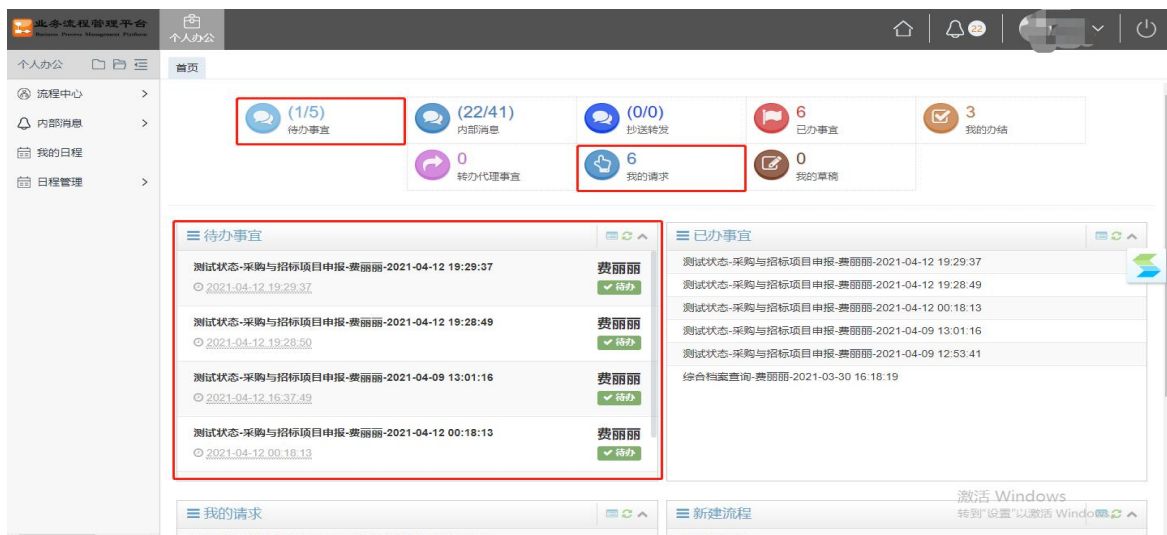 业务流程管理平台
Business Process Management Platform
个人办公
22
个人办公
首页
流程中心
内部消息
我的日程
日程管理
(1/5)
待办事宜
(22/41)
内部消息
(0/0)
抄送转发
6
已办事宜
3
我的办结
0
转办代理事宜
6
我的请求
0
我的草稿
待办事宜
测试状态-采购与招标项目申报-费丽丽-2021-04-12 19:29:37
费丽丽
2021-04-12 19:29:37
待办
测试状态-采购与招标项目申报-费丽丽-2021-04-12 19:28:49
费丽丽
2021-04-12 19:28:50
待办
测试状态-采购与招标项目申报-费丽丽-2021-04-09 13:01:16
费丽丽
2021-04-12 16:37:49
待办
测试状态-采购与招标项目申报-费丽丽-2021-04-12 00:18:13
费丽丽
2021-04-12 00:18:13
待办
已办事宜
测试状态-采购与招标项目申报-费丽丽-2021-04-12 19:29:37
测试状态-采购与招标项目申报-费丽丽-2021-04-12 19:28:49
测试状态-采购与招标项目申报-费丽丽-2021-04-12 00:18:13
测试状态-采购与招标项目申报-费丽丽-2021-04-09 13:01:16
测试状态-采购与招标项目申报-费丽丽-2021-04-09 12:53:41
综合档案查询-费丽丽-2021-03-30 16:18:19
我的请求
新建流程
激活 Windows
转到"设置"以激活 Windows